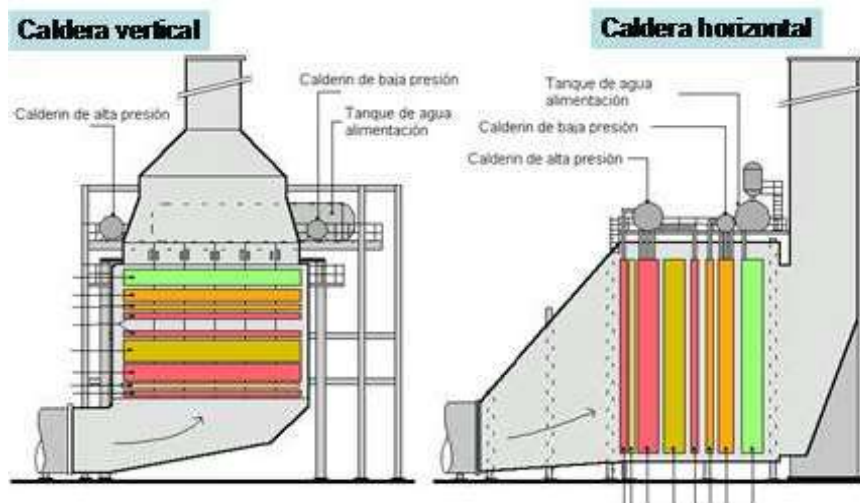 Caldera vertical
Calderin de baja presión
Calderin de alta presión
Tanque de agua
alimentación
Caldera horizontal
Tanque de agua
alimentación
Calderin de baja presión
Calderin de alta presión